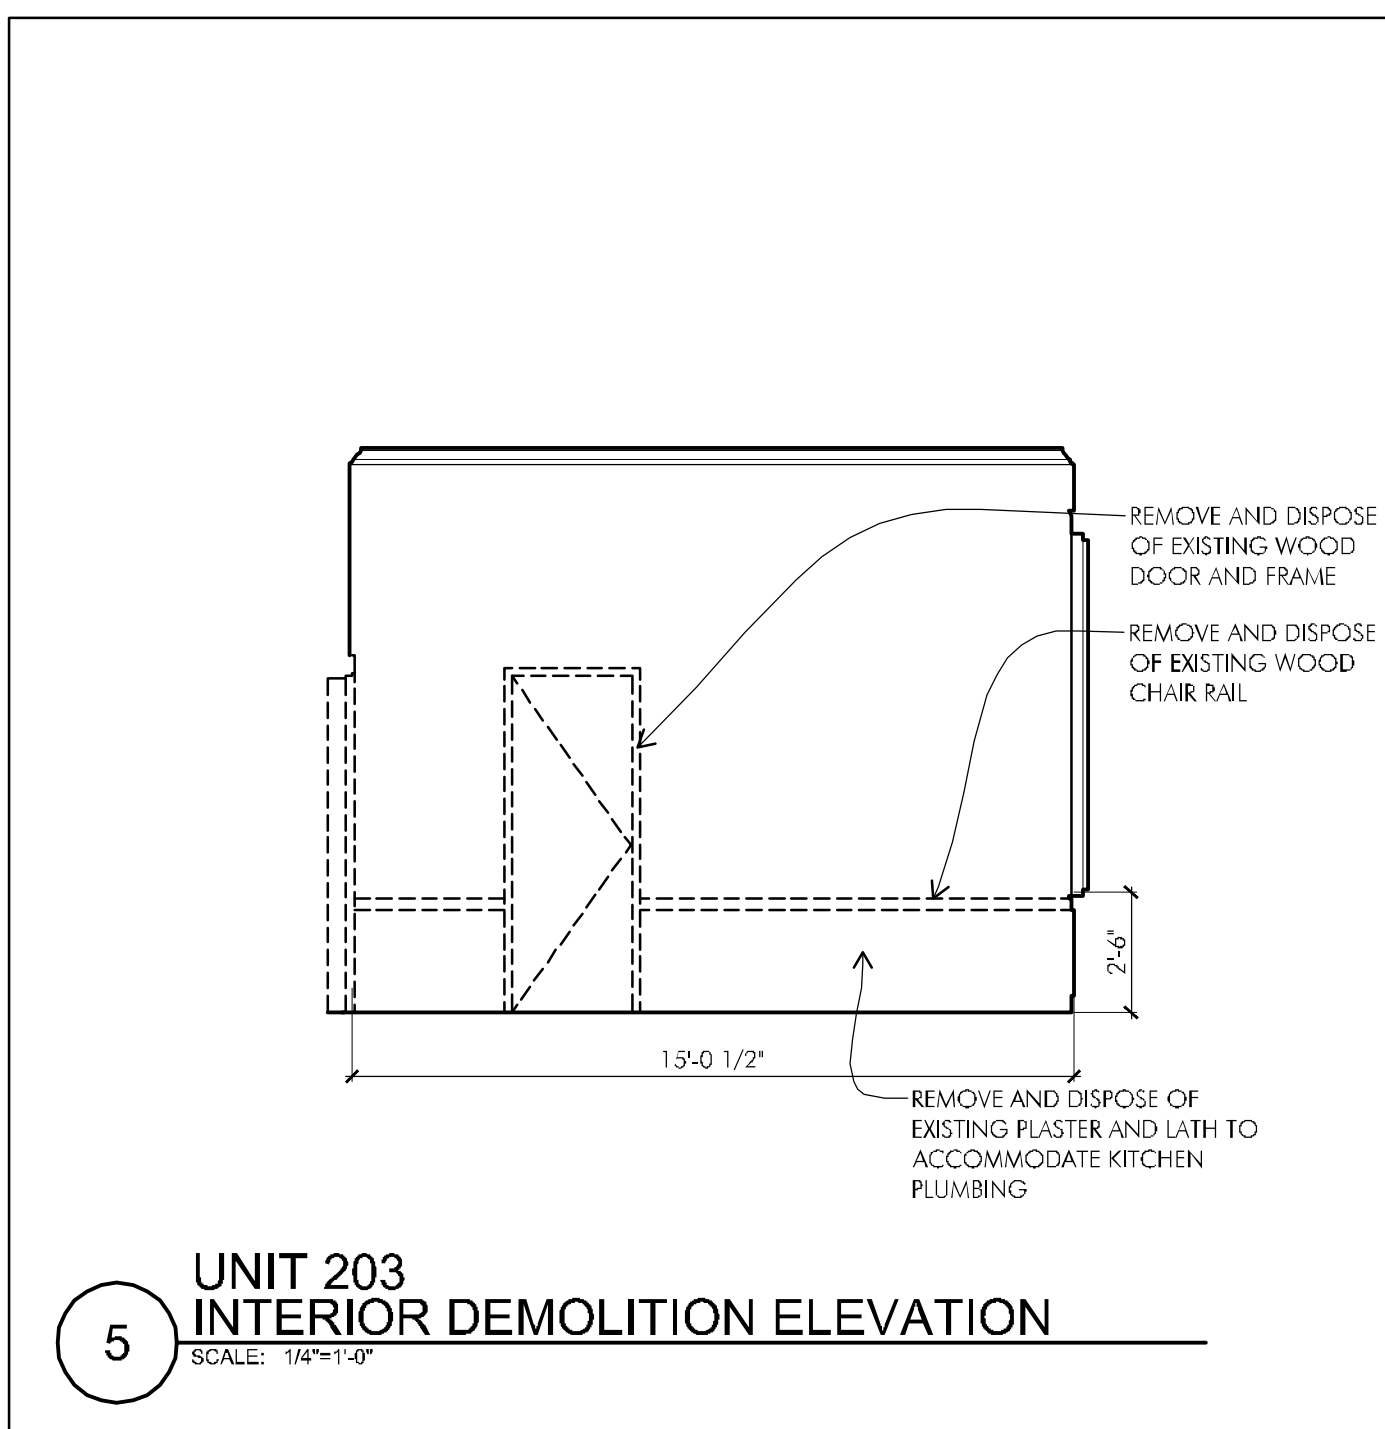 REMOVE AND DISPOSE
OF EXISTING WOOD
DOOR AND FRAME
REMOVE AND DISPOSE
OF EXISTING WOOD
CHAIR RAIL
2'-6"
15'-0 1/2"
REMOVE AND DISPOSE OF
EXISTING PLASTER AND LATH TO
ACCOMMODATE KITCHEN
PLUMBING
5
UNIT 203
INTERIOR DEMOLITION ELEVATION
SCALE: 1/4"=1'-0"